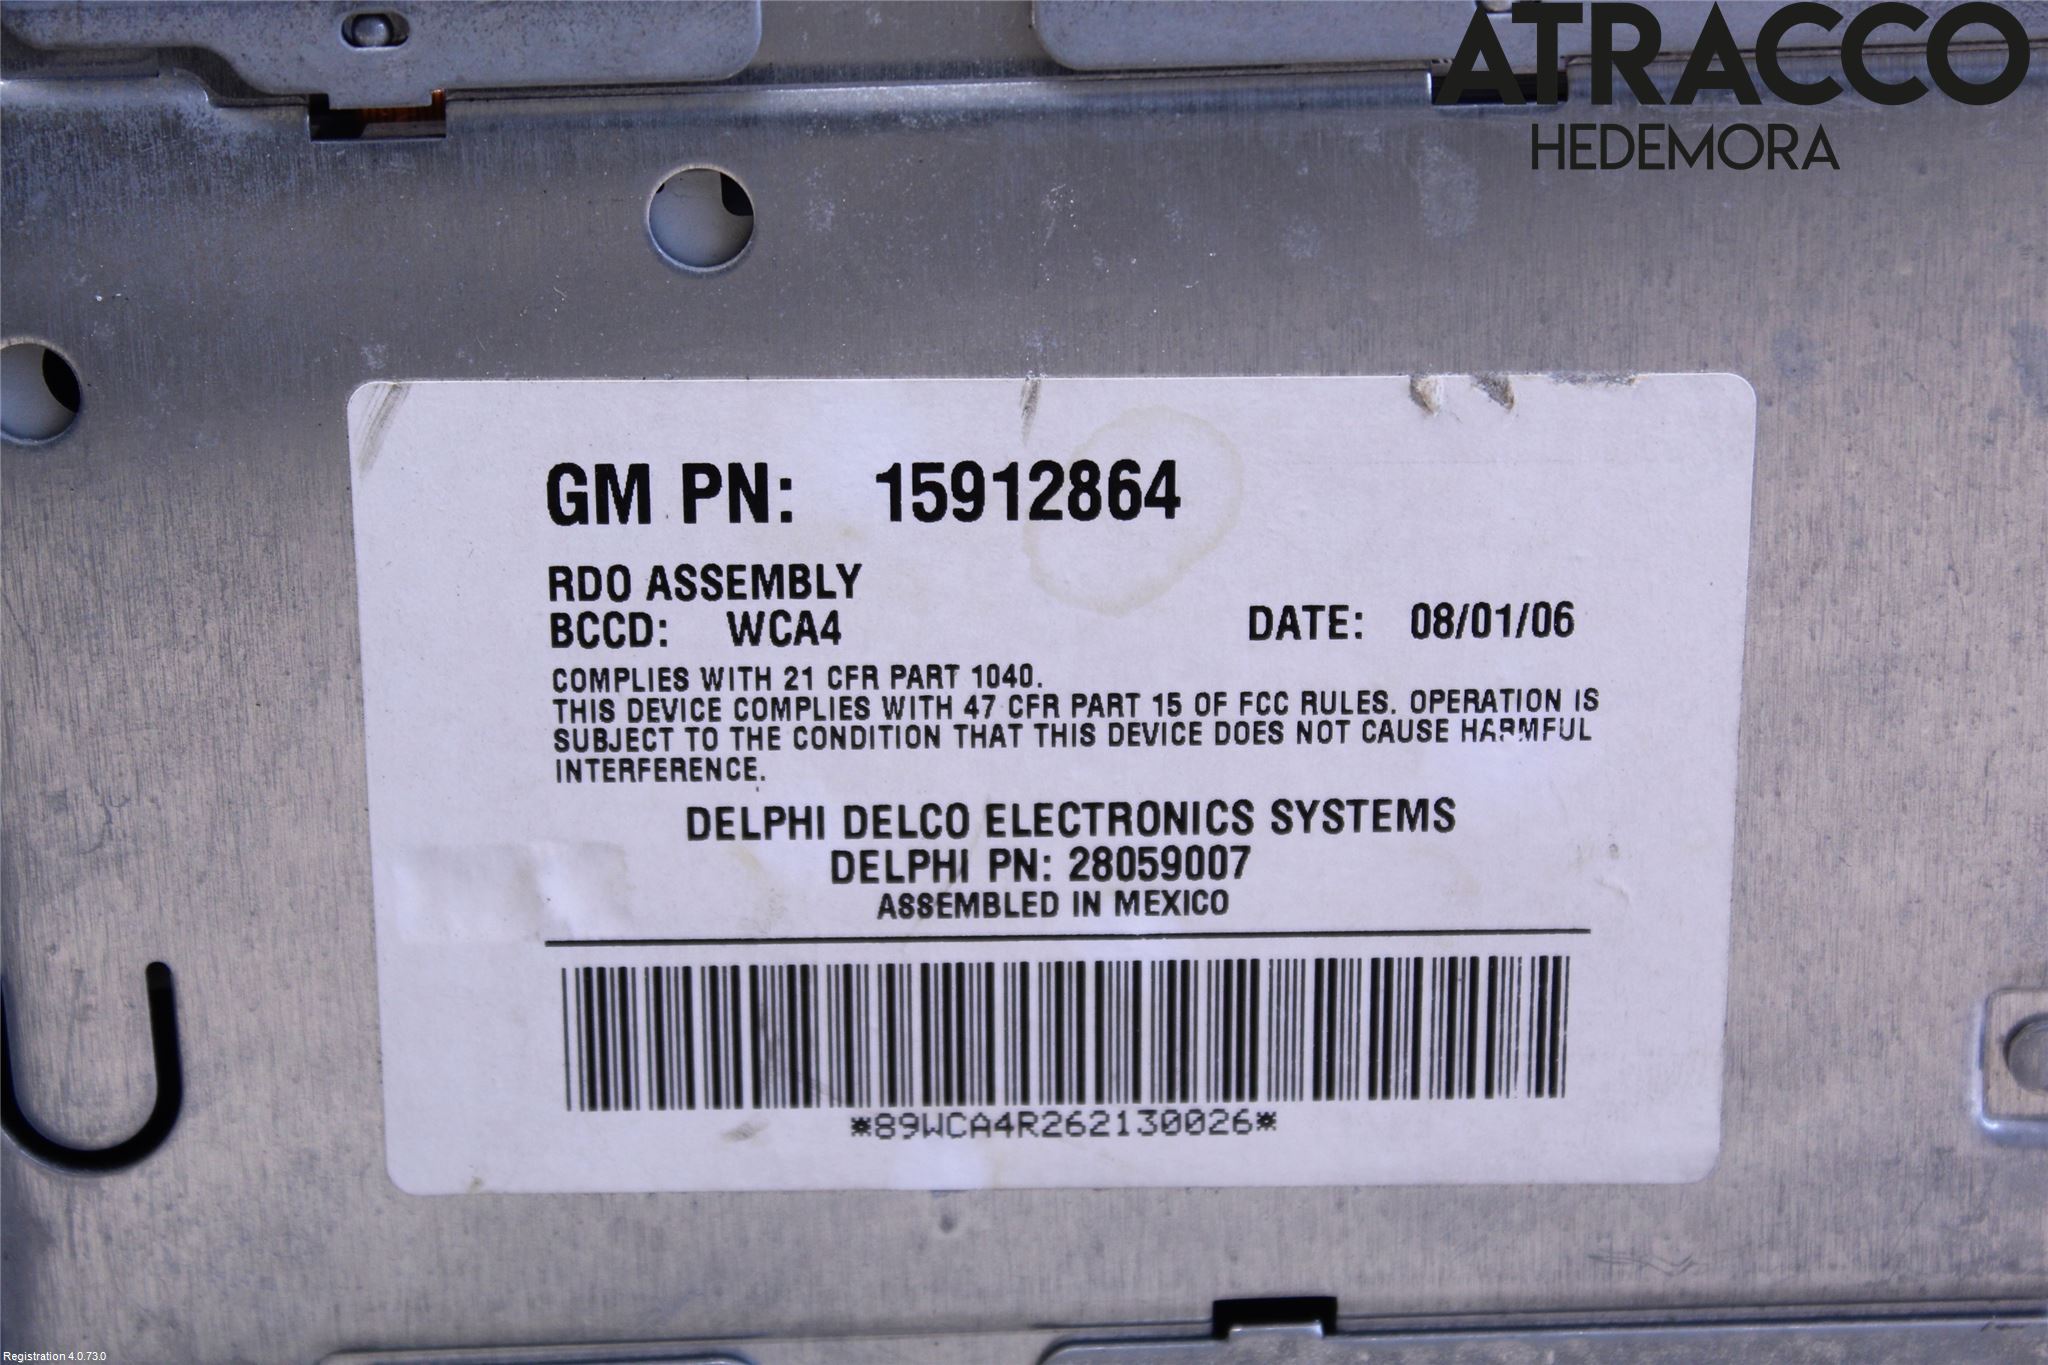 ATRACCO
HEDEMORA
GM PN: 15912864
RDO ASSEMBLY
BCCD: WCA4 DATE: 08/01/06
COMPLIES WITH 21 CFR PART 1040.
THIS DEVICE COMPLIES WITH 47 CFR PART 15 OF FCC RULES. OPERATION IS
SUBJECT TO THE CONDITION THAT THIS DEVICE DOES NOT CAUSE HARMFUL
INTERFERENCE.
DELPHI DELCO ELECTRONICS SYSTEMS
DELPHI PN: 28059007
ASSEMBLED IN MEXICO
*89WCA4R262130026*
Registration 4.0.73.0